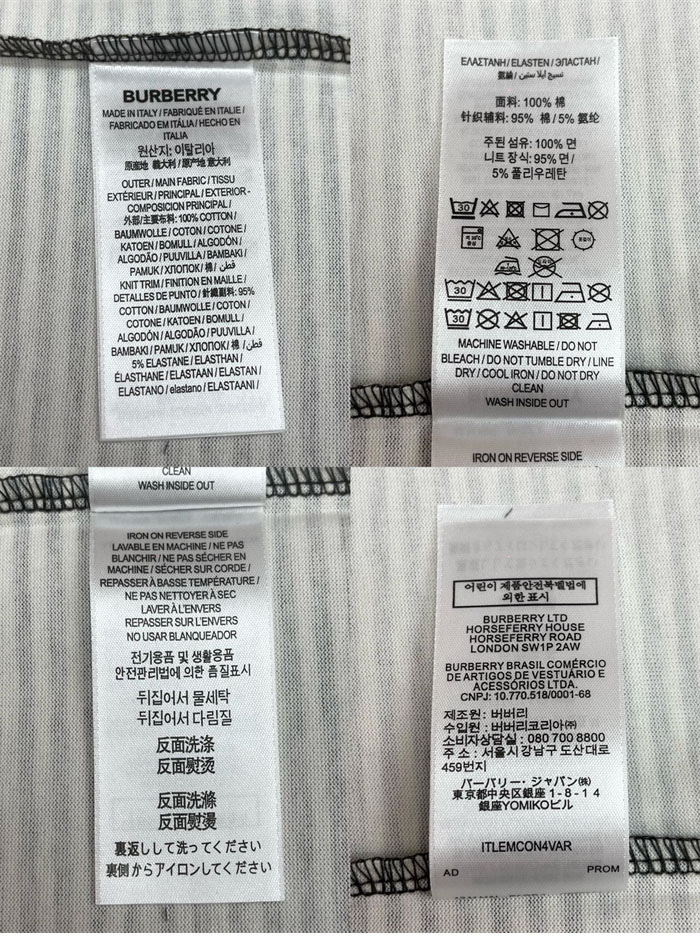 BURBERRY
MADE IN ITALY / FABRIQUÉ EN ITALIE /
FABRICADO EM ITÁLIA / HECHO EN
ITALIA
원산지: 이탈리아
原産地 義大利 / 原产地 意大利
OUTER / MAIN FABRIC / TISSU
EXTÉRIEUR / PRINCIPAL / EXTERIOR -
COMPOSICIÓN PRINCIPAL /
外部/主要布料: 100% COTTON /
BAUMWOLLE / COTON / COTONE /
KATOEN / BOMULL / ALGODÓN /
ALGODÃO / PUUVILLA / BAMBAKI /
PAMUK / ХЛОПОК / 棉 / قطن
KNIT TRIM / FINITION EN MAILLE /
DETALLES DE PUNTO / 針織副料: 95%
COTTON / BAUMWOLLE / COTON /
COTONE / KATOEN / BOMULL /
ALGODÓN / ALGODÃO / PUUVILLA /
BAMBAKI / PAMUK / ХЛОПОК / 棉 / قطن /
5% ELASTANE / ELASTHAN /
ÉLASTHANE / ELASTAAN / ELASTAN /
ELASTANO / elastano / ELASTAANI /
ΕΛΑΣΤΑΝΗ / ELASTEN / ЭЛАСТАН /
氨綸 /
面料: 100% 棉
针织辅料: 95% 棉 / 5% 氨纶
주된 섬유: 100% 면
니트 장식: 95% 면 /
5% 폴리우레탄
30
30
30
MACHINE WASHABLE / DO NOT
BLEACH / DO NOT TUMBLE DRY / LINE
DRY / COOL IRON / DO NOT DRY
CLEAN
WASH INSIDE OUT
IRON ON REVERSE SIDE
CLEAN
WASH INSIDE OUT
IRON ON REVERSE SIDE
LAVABLE EN MACHINE / NE PAS
BLANCHIR / NE PAS SÉCHER EN
MACHINE / SÉCHER SUR CORDE /
REPASSER À BASSE TEMPÉRATURE /
NE PAS NETTOYER À SEC
LAVER À L'ENVERS
REPASSER SUR L'ENVERS
NO USAR BLANQUEADOR
전기용품 및 생활용품
안전관리법에 의한 품질표시
뒤집어서 물세탁
뒤집어서 다림질
反面洗涤
反面熨烫
反面洗滌
反面熨燙
裏返しして洗ってください
裏側からアイロンしてください
어린이 제품안전특별법에
의한 표시
BURBERRY LTD
HORSEFERRY HOUSE
HORSEFERRY ROAD
LONDON SW1P 2AW
BURBERRY BRASIL COMÉRCIO
DE ARTIGOS DE VESTUÁRIO E
ACESSÓRIOS LTDA.
CNPJ: 10.770.518/0001-68
제조원: 버버리
수입원 : 버버리코리아㈜
소비자상담실 : 080 700 8800
주 소 : 서울시강남구 도산대로
459번지
バーバリー・ジャパン㈱
東京都中央区銀座 1 - 8 - 1 4
銀座YOMIKOビル
ITLEMCON4VAR
AD PROM